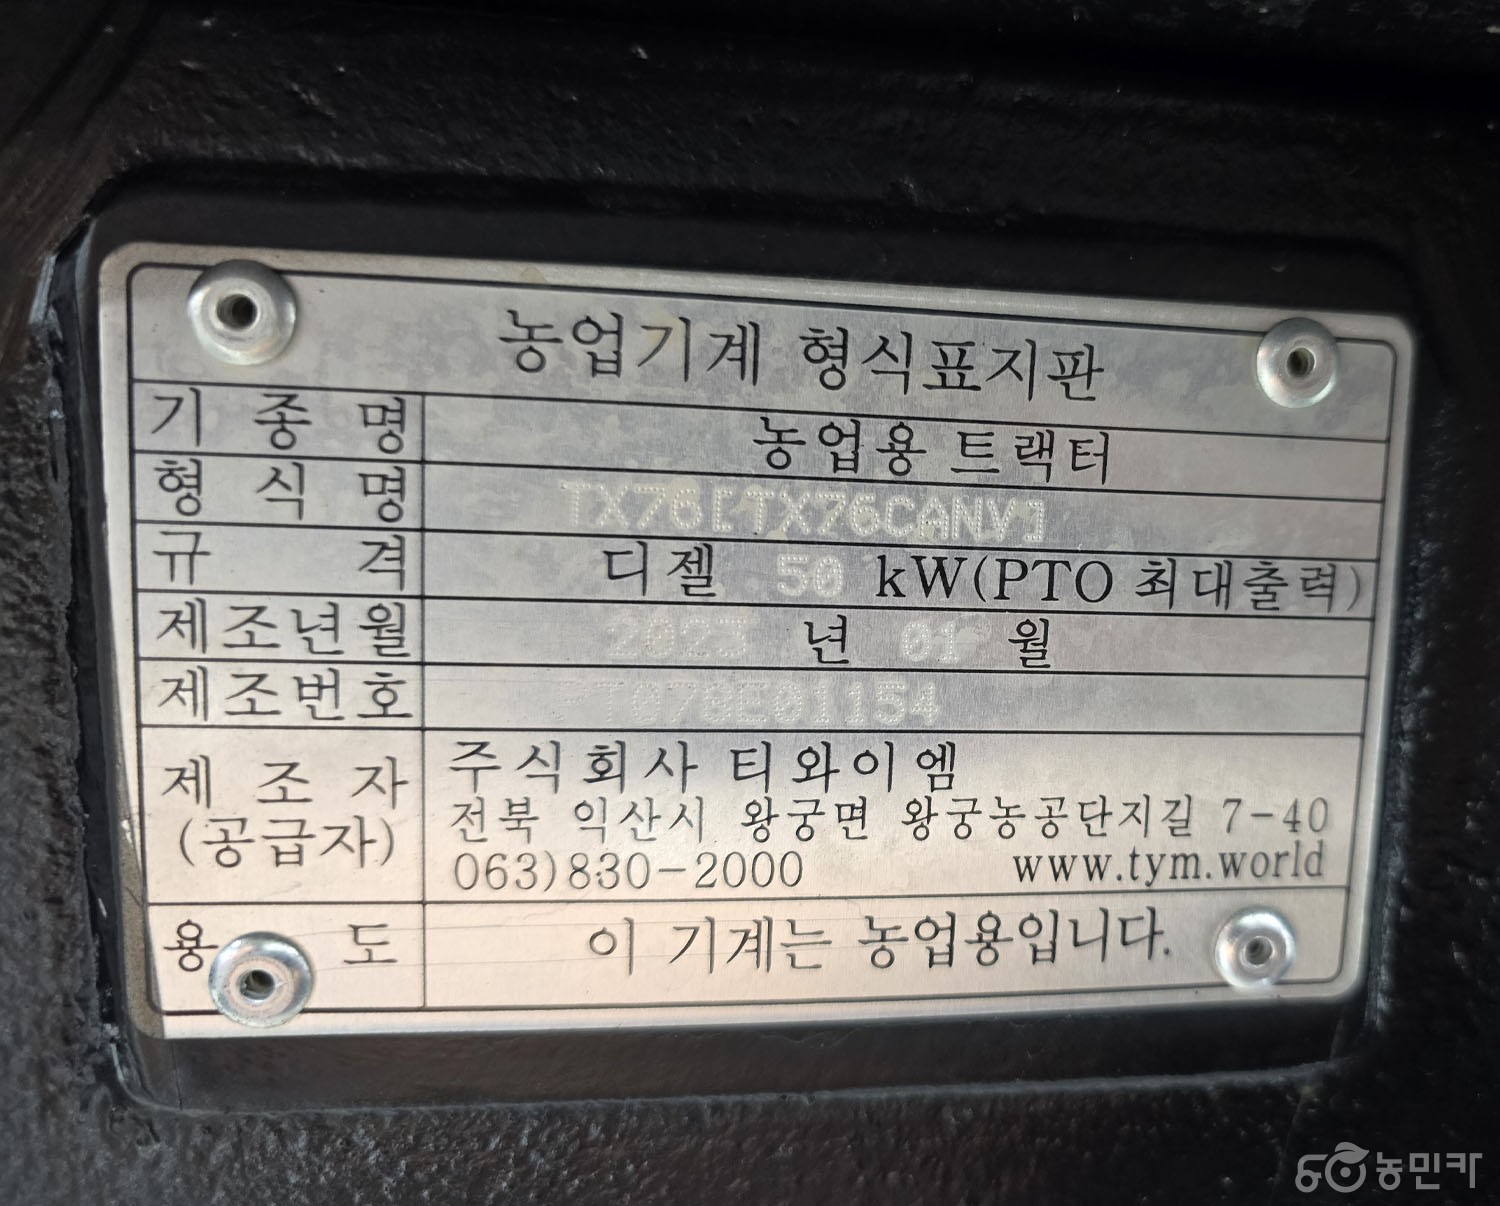 농업기계 형식표지판
기종명 농업용 트랙터
형식명 TX76[TX76CANV]
규격 디젤 50 kW(PTO 최대출력)
제조년월 2023 년 01 월
제조번호
제조자 주식회사 티와이엠
(공급자) 전북 익산시 왕궁면 왕궁농공단지길 7-40
063)830-2000 www.tym.world
용도 이 기계는 농업용입니다.
농민카